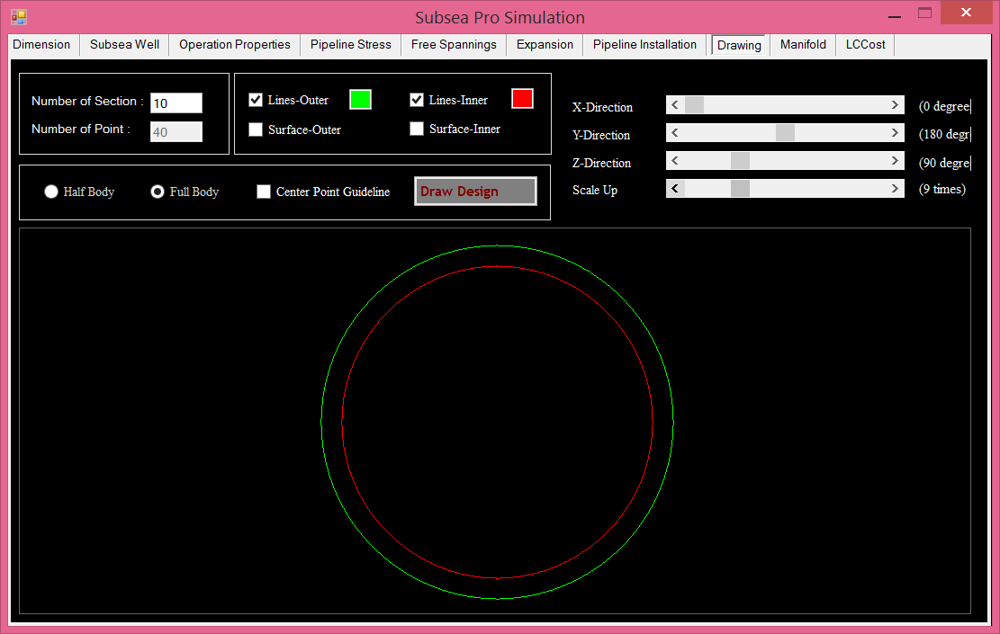 Subsea Pro Simulation
Dimension Subsea Well Operation Properties Pipeline Stress Free Spannings Expansion Pipeline Installation Drawing Manifold LCCost
Number of Section : 10
Number of Point : 40
Lines-Outer Lines-Inner
Surface-Outer Surface-Inner
Half Body Full Body Center Point Guideline Draw Design
X-Direction (0 degree
Y-Direction (180 degr
Z-Direction (90 degre
Scale Up (9 times)